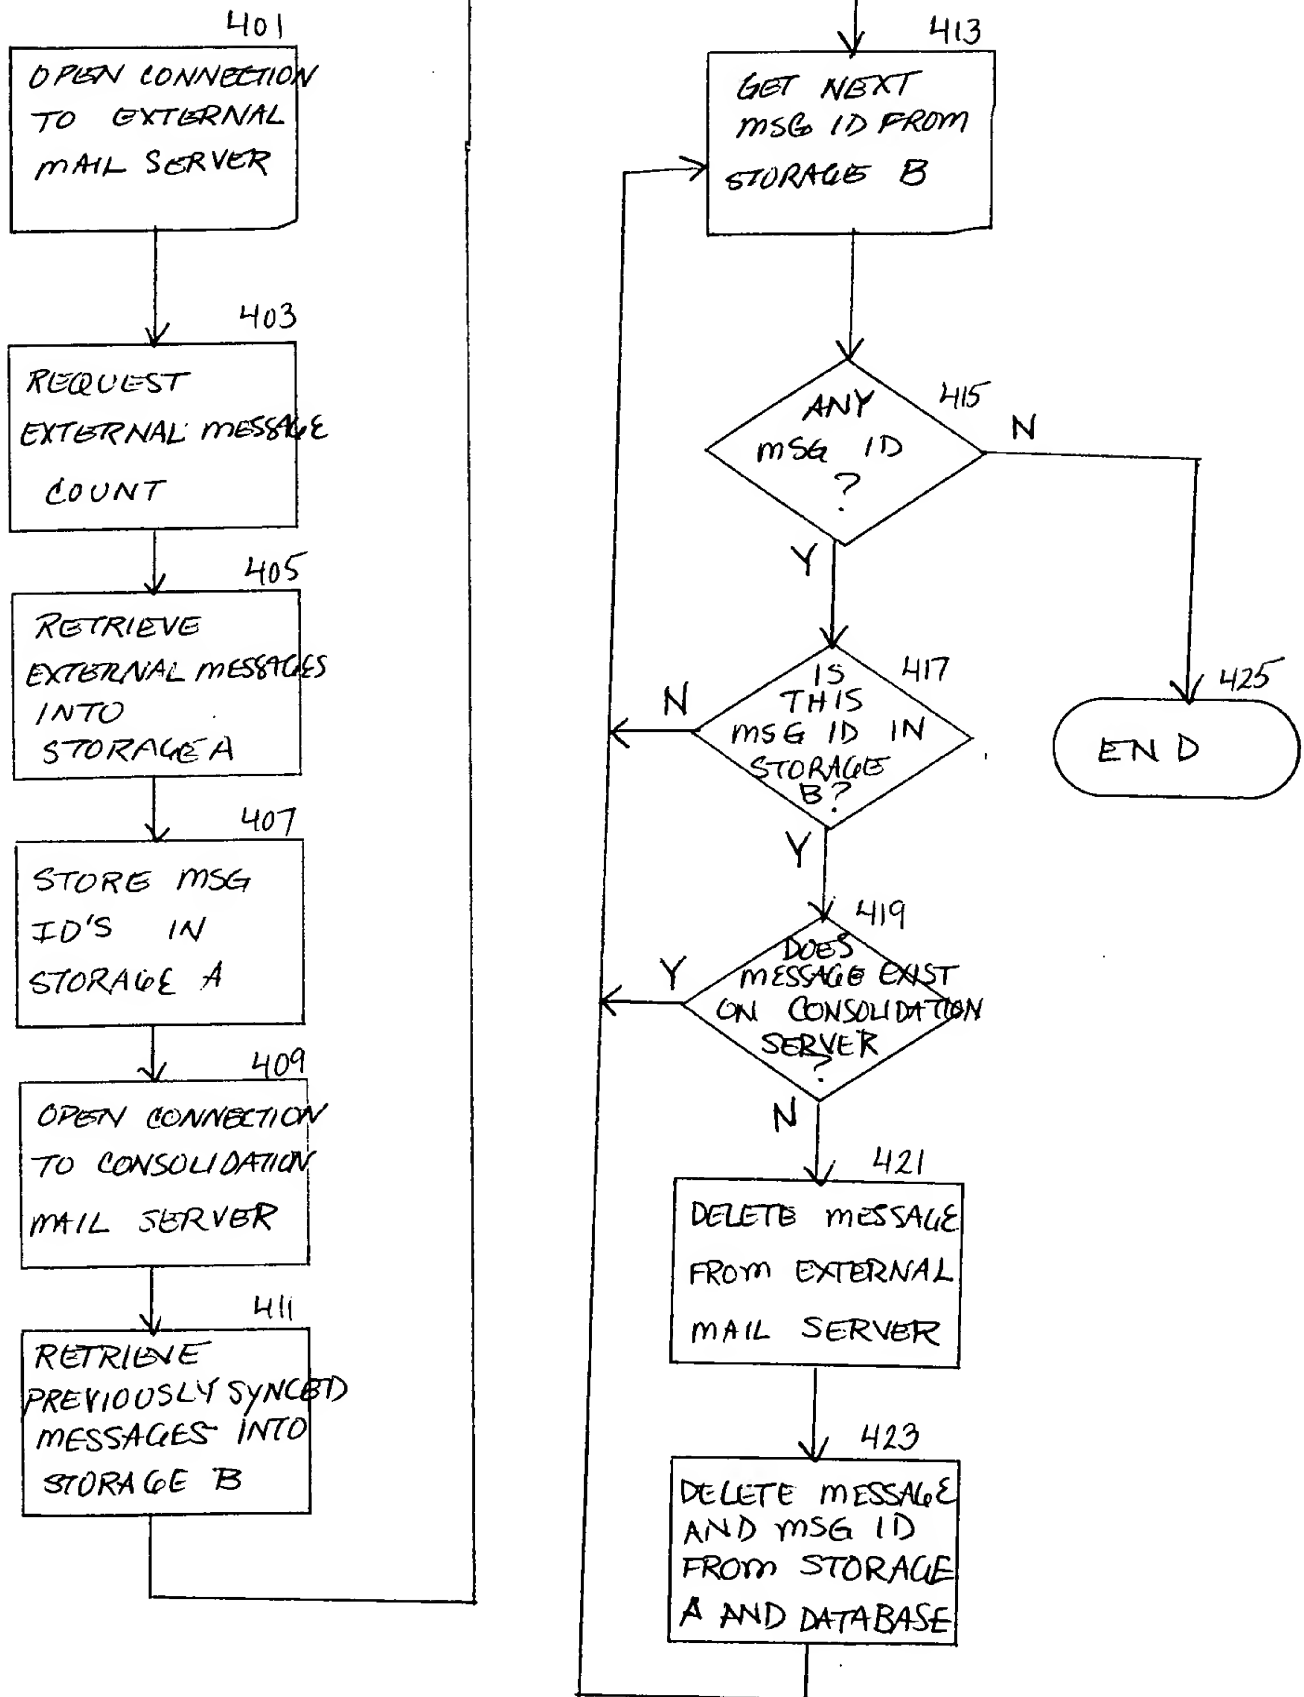 401
OPEN CONNECTION
TO EXTERNAL
MAIL SERVER
403
REQUEST
EXTERNAL MESSAGE
COUNT
405
RETRIEVE
EXTERNAL MESSAGES
INTO
STORAGE A
407
STORE MSG
ID'S IN
STORAGE A
409
OPEN CONNECTION
TO CONSOLIDATION
MAIL SERVER
411
RETRIEVE
PREVIOUSLY SYNCED
MESSAGES INTO
STORAGE B
413
GET NEXT
MSG ID FROM
STORAGE B
415
ANY
MSG ID
?
N
Y
417
IS
THIS
MSG ID IN
STORAGE
B?
N
Y
425
END
419
DOES
MESSAGE EXIST
ON CONSOLIDATION
SERVER
?
Y
N
421
DELETE MESSAGE
FROM EXTERNAL
MAIL SERVER
423
DELETE MESSAGE
AND MSG ID
FROM STORAGE
A AND DATABASE